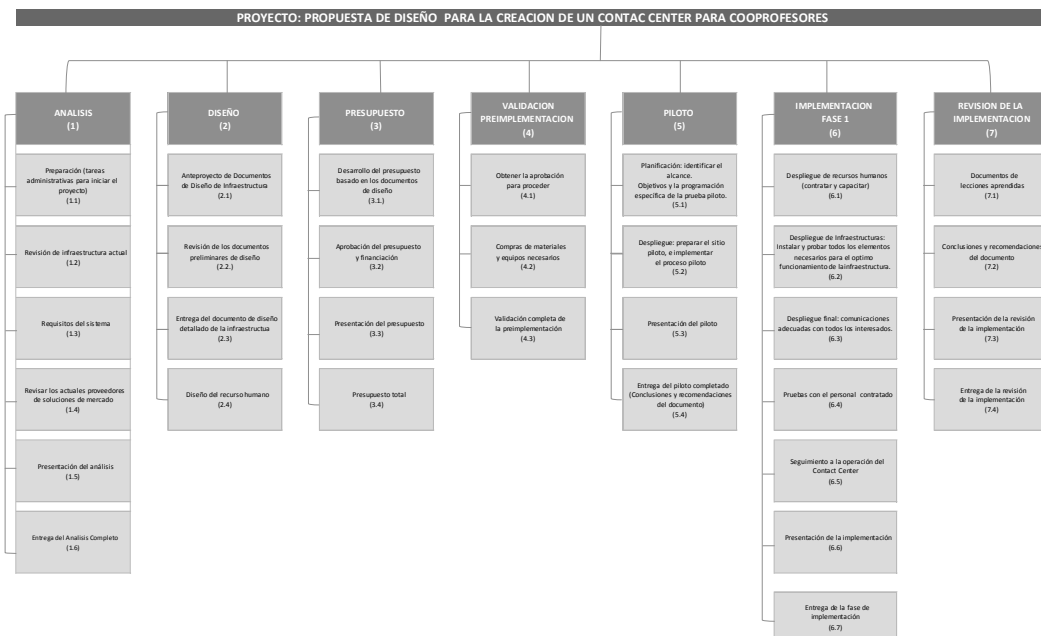 PROYECTO: PROPUESTA DE DISEÑO PARA LA CREACION DE UN CONTAC CENTER PARA COOPROFESORES
ANALISIS
(1)
Preparación (tareas
administrativas para iniciar el
proyecto)
(1.1)
Revisión de infraestructura actual
(1.2)
Requisitos del sistema
(1.3)
Revisar los actuales proveedores
de soluciones de mercado
(1.4)
Presentación del análisis
(1.5)
Entrega del Analisis Completo
(1.6)
DISEÑO
(2)
Anteproyecto de Documentos
de Diseño de Infraestructura
(2.1)
Revisión de los documentos
preliminares de diseño
(2.2.)
Entrega del documento de diseño
detallado de la infraestructua
(2.3)
Diseño del recurso humano
(2.4)
PRESUPUESTO
(3)
Desarrollo del presupuesto
basado en los documentos
de diseño
(3.1.)
Aprobación del presupuesto
y financiación
(3.2)
Presentación del presupuesto
(3.3)
Presupuesto total
(3.4)
VALIDACION
PREIMPLEMENTACION
(4)
Obtener la aprobación
para proceder
(4.1)
Compras de materiales
y equipos necesarios
(4.2)
Validación completa de
la preimplementación
(4.3)
PILOTO
(5)
Planificación: identificar el
alcance.
Objetivos y la programación
específica de la prueba piloto.
(5.1)
Despliegue: preparar el sitio
piloto, e implementar
el proceso piloto
(5.2)
Presentación del piloto
(5.3)
Entrega del piloto completado
(Conclusiones y recomendaciones
del documento)
(5.4)
IMPLEMENTACION
FASE 1
(6)
Despliegue de recursos humanos
(contratar y capacitar)
(6.1)
Despliegue de Infraestructuras:
Instalar y probar todos los elementos
necesarios para el optimo
funcionamiento de lainfraestructura.
(6.2)
Despliegue final: comunicaciones
adecuadas con todos los interesados.
(6.3)
Pruebas con el personal contratado
(6.4)
Seguimiento a la operación del
Contact Center
(6.5)
Presentación de la implementación
(6.6)
Entrega de la fase de
implementación
(6.7)
REVISION DE LA
IMPLEMENTACION
(7)
Documentos de
lecciones aprendidas
(7.1)
Conclusiones y recomendaciones
del documento
(7.2)
Presentación de la revisión
de la implementación
(7.3)
Entrega de la revisión
de la implementación
(7.4)